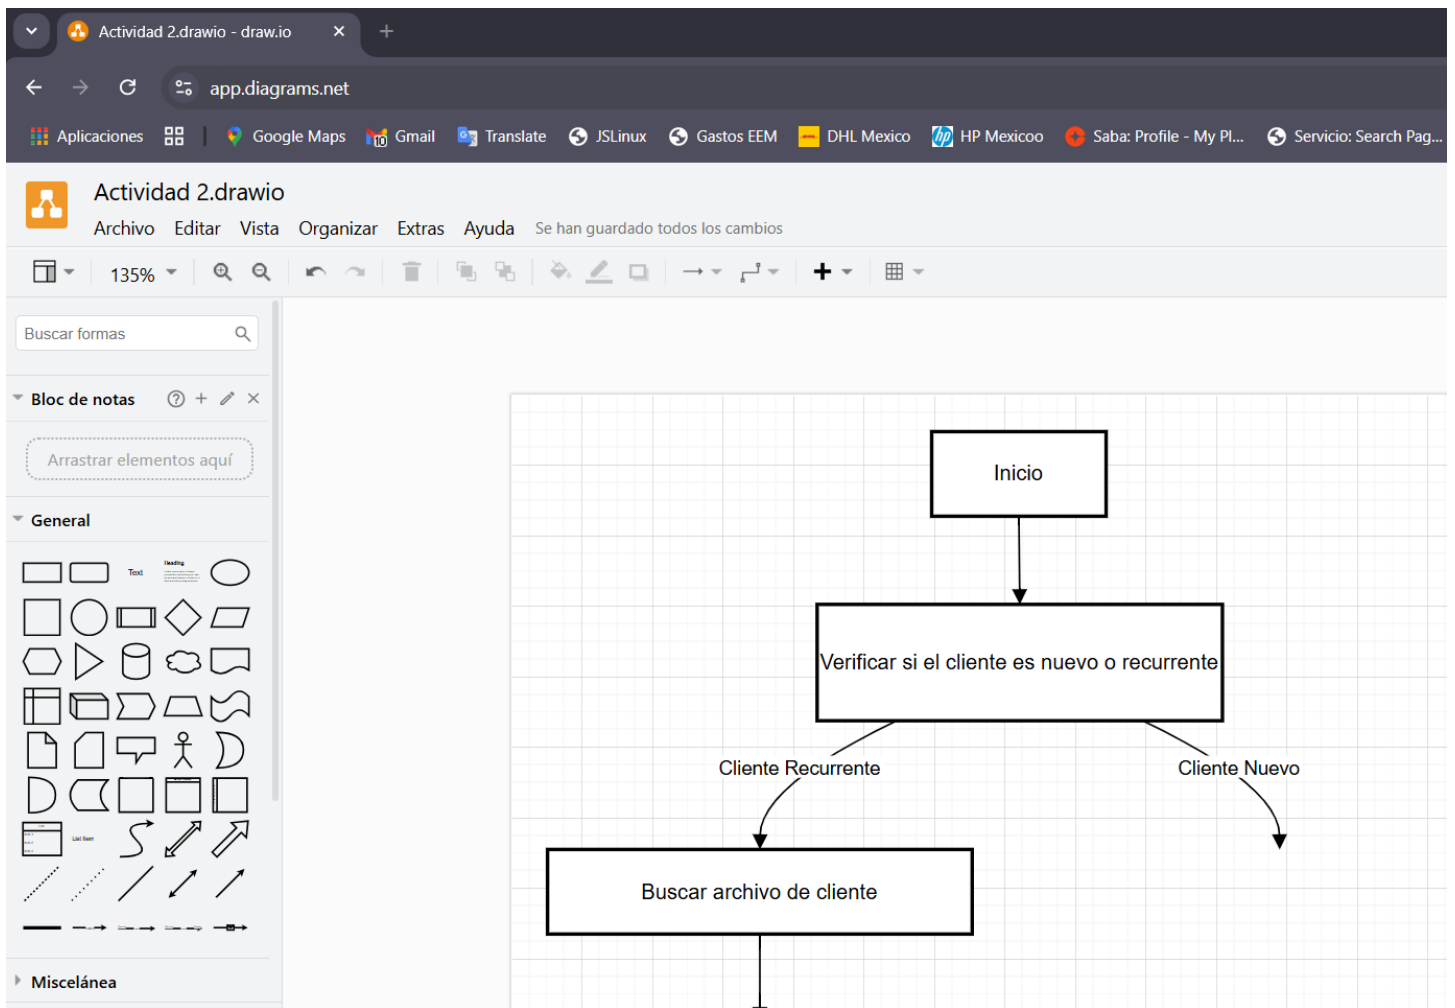 Actividad 2.drawio - draw.io
app.diagrams.net
Aplicaciones Google Maps Gmail Translate JSLinux Gastos EEM DHL Mexico HP Mexicoo Saba: Profile - My Pl... Servicio: Search Pag...
Actividad 2.drawio
Archivo Editar Vista Organizar Extras Ayuda Se han guardado todos los cambios
135%
Buscar formas
Bloc de notas
Arrastrar elementos aquí
General
Text
Heading
List Item
Miscelánea
Inicio
Verificar si el cliente es nuevo o recurrente
Cliente Recurrente
Cliente Nuevo
Buscar archivo de cliente